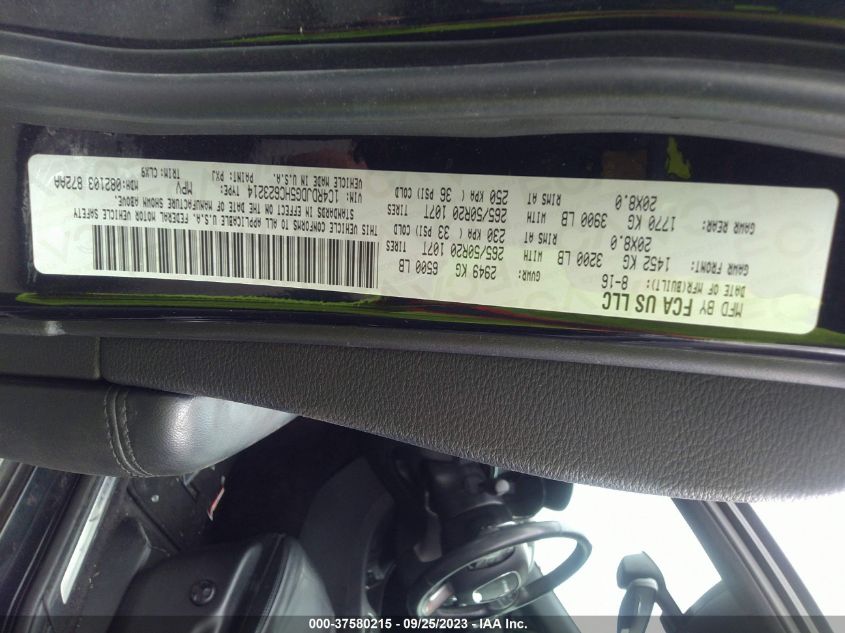 MFD BY FCA US LLC
DATE OF MFR(BUILT): 8-16
GVWR: 2949 KG 6500 LB
GAWR FRONT: 1452 KG 3200 LB WITH 265/50R20 107T TIRES
20X8.0 RIMS AT 230 KPA ( 33 PSI) COLD
GAWR REAR: 1770 KG 3900 LB WITH 265/50R20 107T TIRES
20X8.0 RIMS AT 250 KPA ( 36 PSI) COLD
THIS VEHICLE CONFORMS TO ALL APPLICABLE FEDERAL MOTOR VEHICLE SAFETY
STANDARDS IN EFFECT ON THE DATE OF MANUFACTURE SHOWN ABOVE.
VIN: 1C4RDJDG5HC623214 TYPE: MPV MDH:082103 872AA
VEHICLE MADE IN U.S.A. PAINT: PXJ TRIM: CLX9
000-37580215 - 09/25/2023 - IAAI Inc.